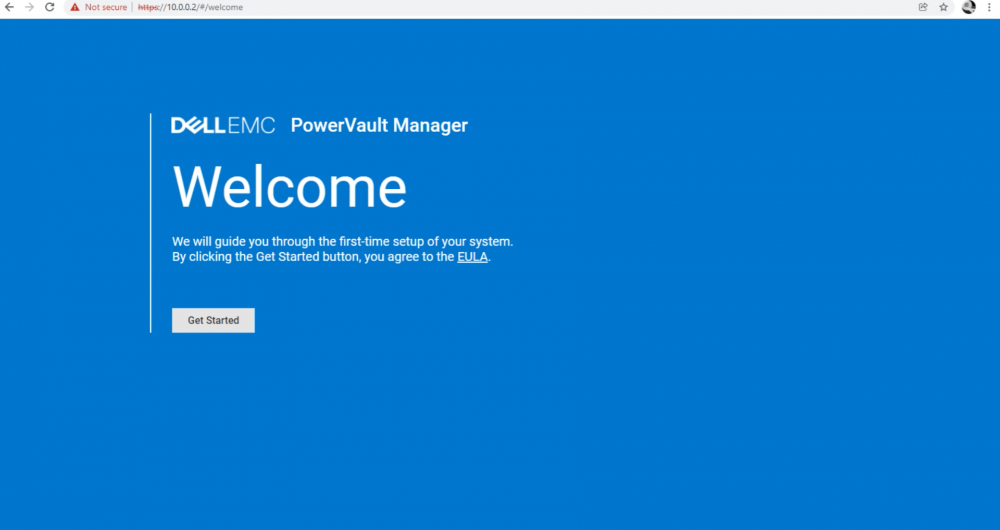 Not secure | https://10.0.0.2/#/welcome
DELLEMC PowerVault Manager
Welcome
We will guide you through the first-time setup of your system.
By clicking the Get Started button, you agree to the EULA.
Get Started